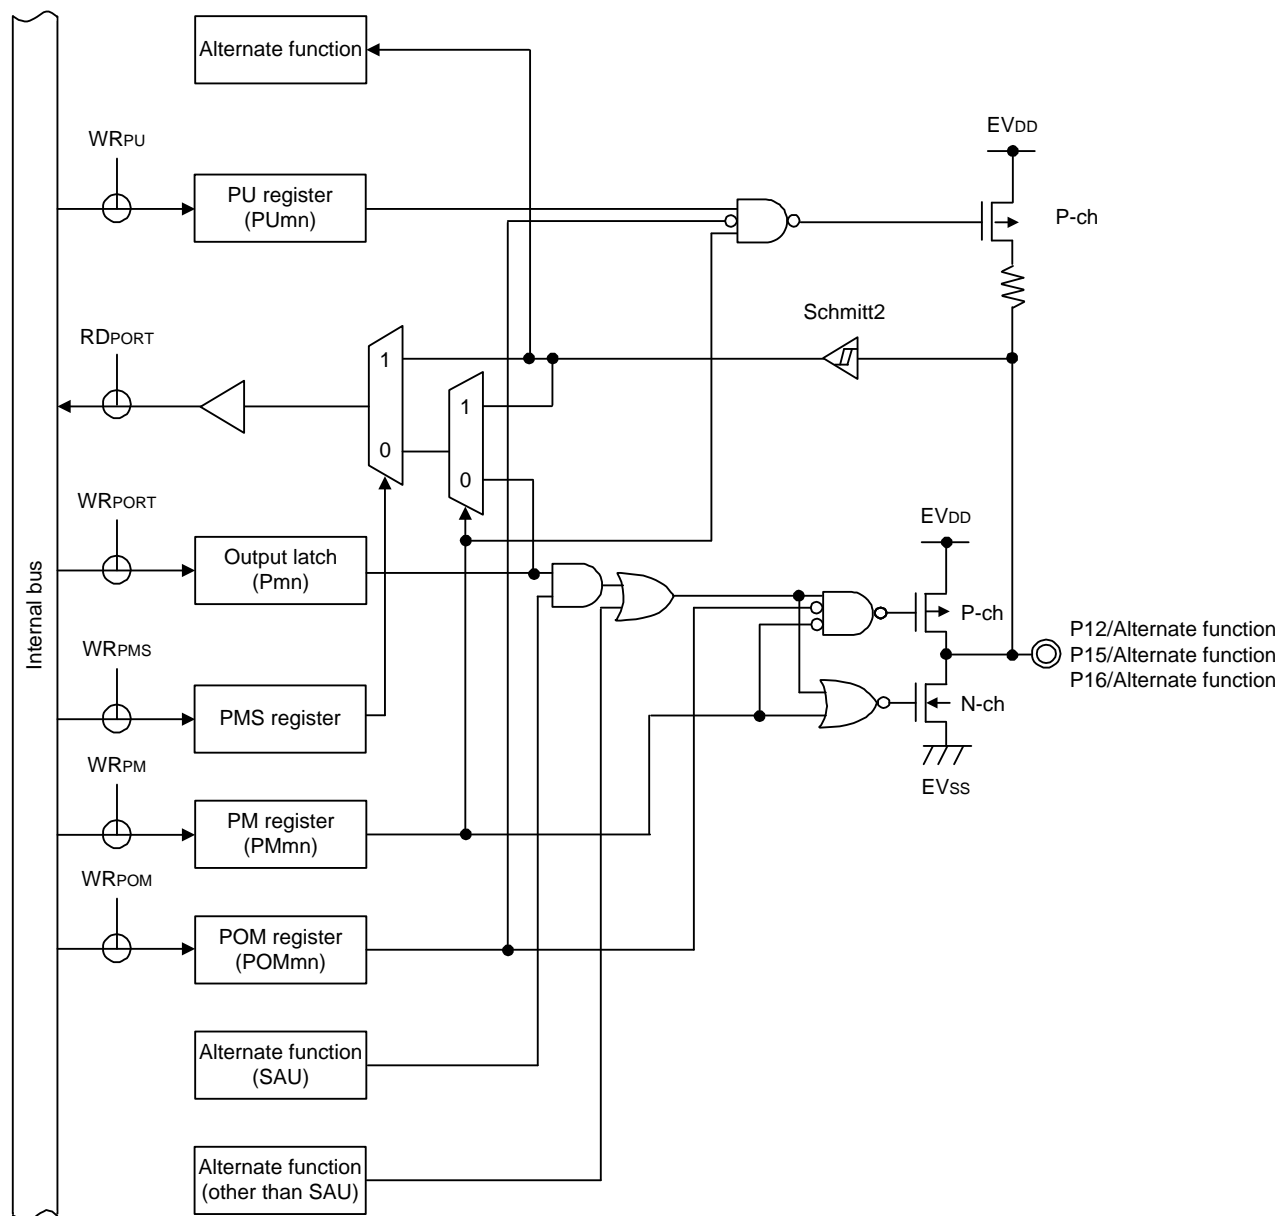 Alternate function
WRPU
EVDD
PU register
(PUmn)
P-ch
RDPORT
Schmitt2
1
0
1
0
WRPORT
EVDD
Output latch
(Pmn)
P-ch
P12/Alternate function
P15/Alternate function
P16/Alternate function
Internal bus
WRPMS
PMS register
N-ch
EVSS
WRPM
PM register
(PMmn)
WRPOM
POM register
(POMmn)
Alternate function
(SAU)
Alternate function
(other than SAU)